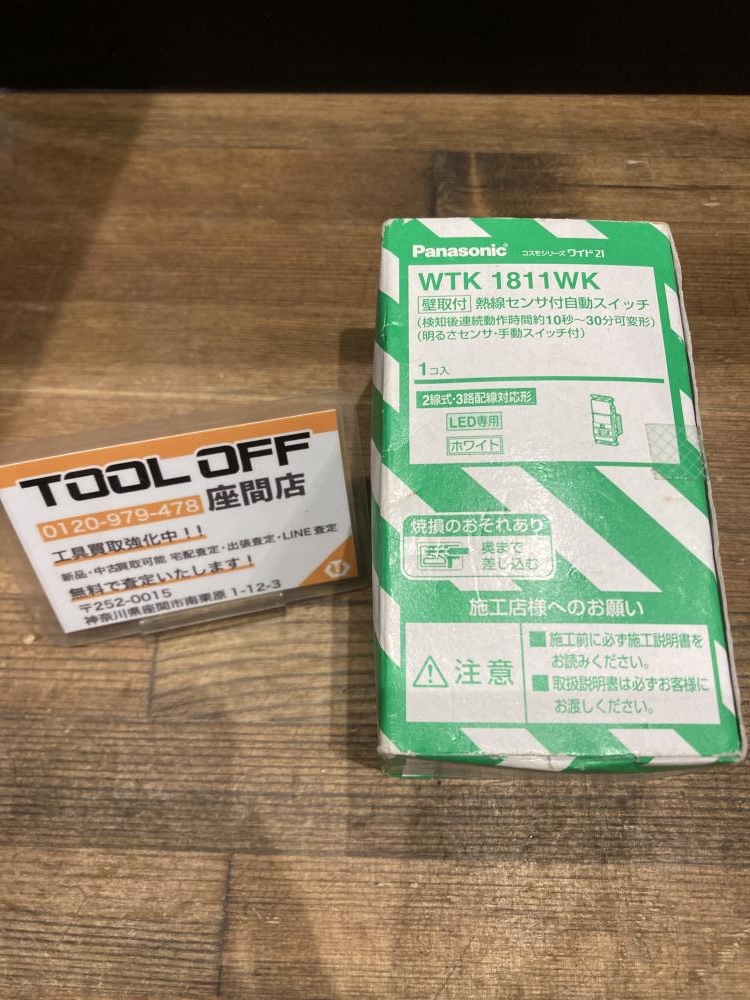 Panasonic コスモシリーズ ワイド21
WTK 1811WK
壁取付 熱線センサ付自動スイッチ
(検知後連続動作時間約10秒～30分可変形)
(明るさセンサ・手動スイッチ付)
1コ入
2線式・3路配線対応形
LED専用
ホワイト
焼損のおそれあり
奥まで
差し込む
施工店様へのお願い
注意
■施工前に必ず施工説明書を
お読みください。
■取扱説明書は必ずお客様に
お渡しください。
TOOL OFF
0120-979-478 座間店
工具買取強化中！！
新品・中古買取可能 宅配査定・出張査定・LINE査定
無料で査定いたします！
〒252-0015
神奈川県座間市南栗原 1-12-3